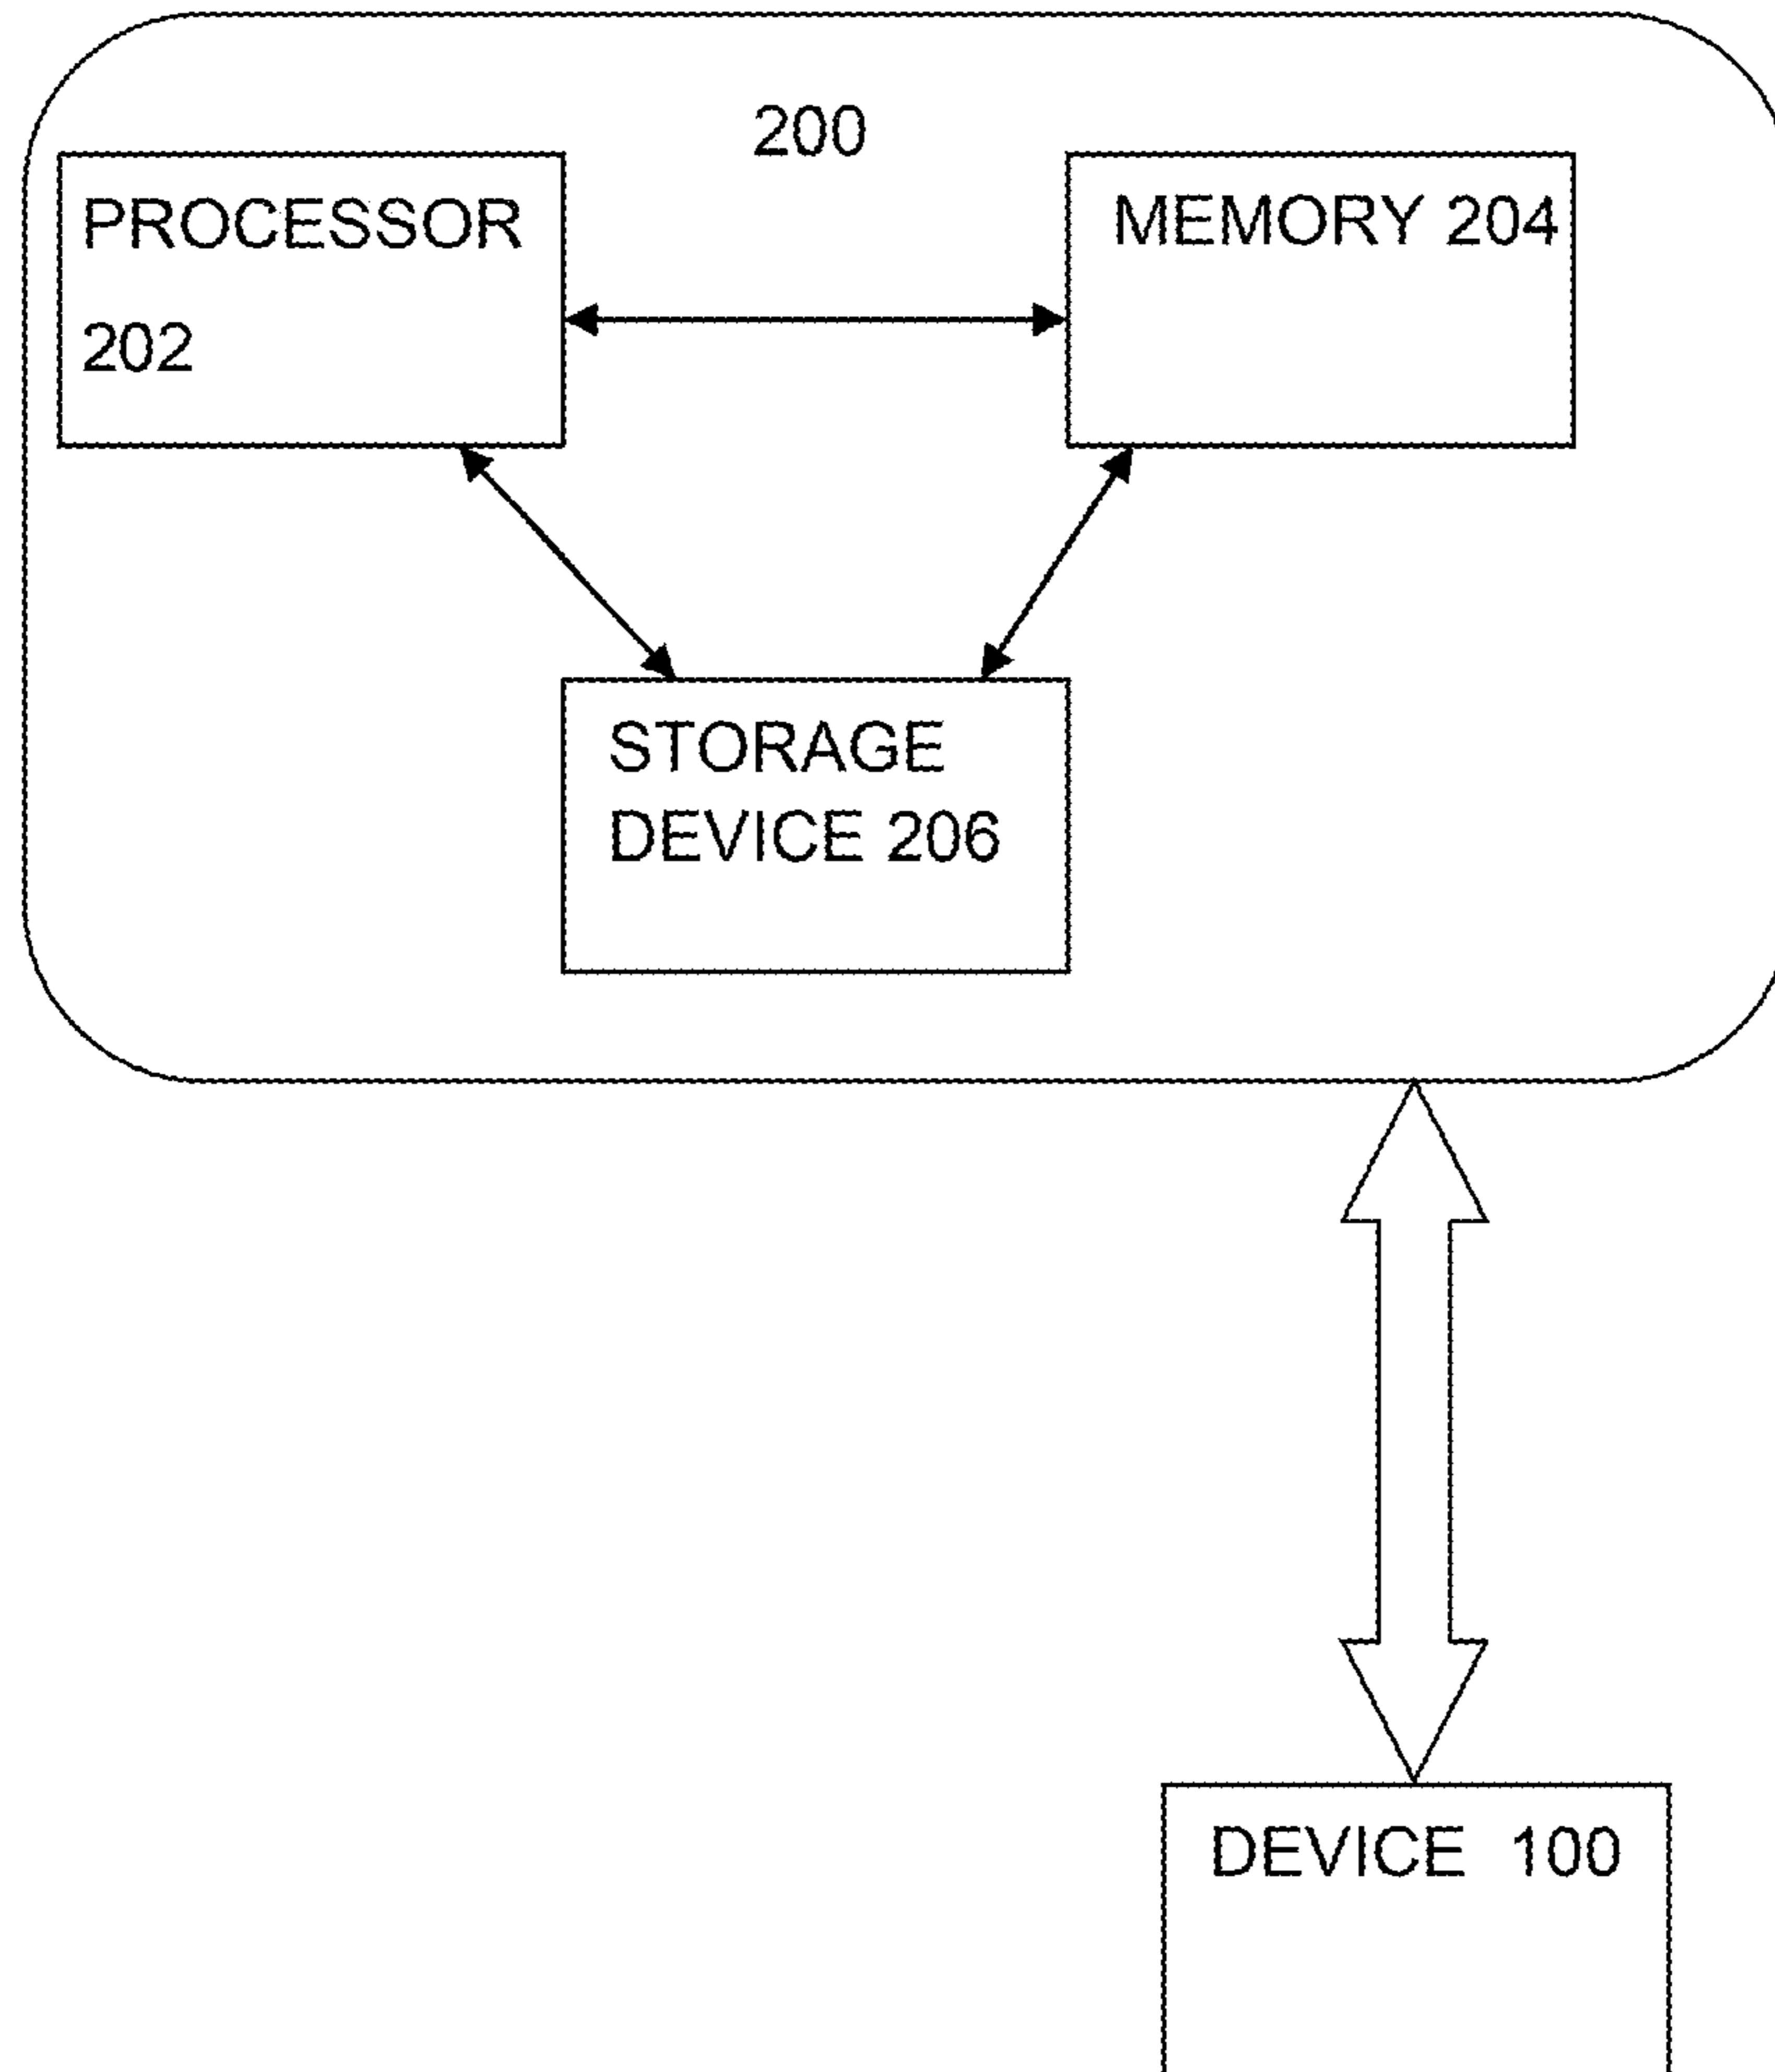 200
PROCESSOR
202
MEMORY 204
STORAGE
DEVICE 206
DEVICE 100